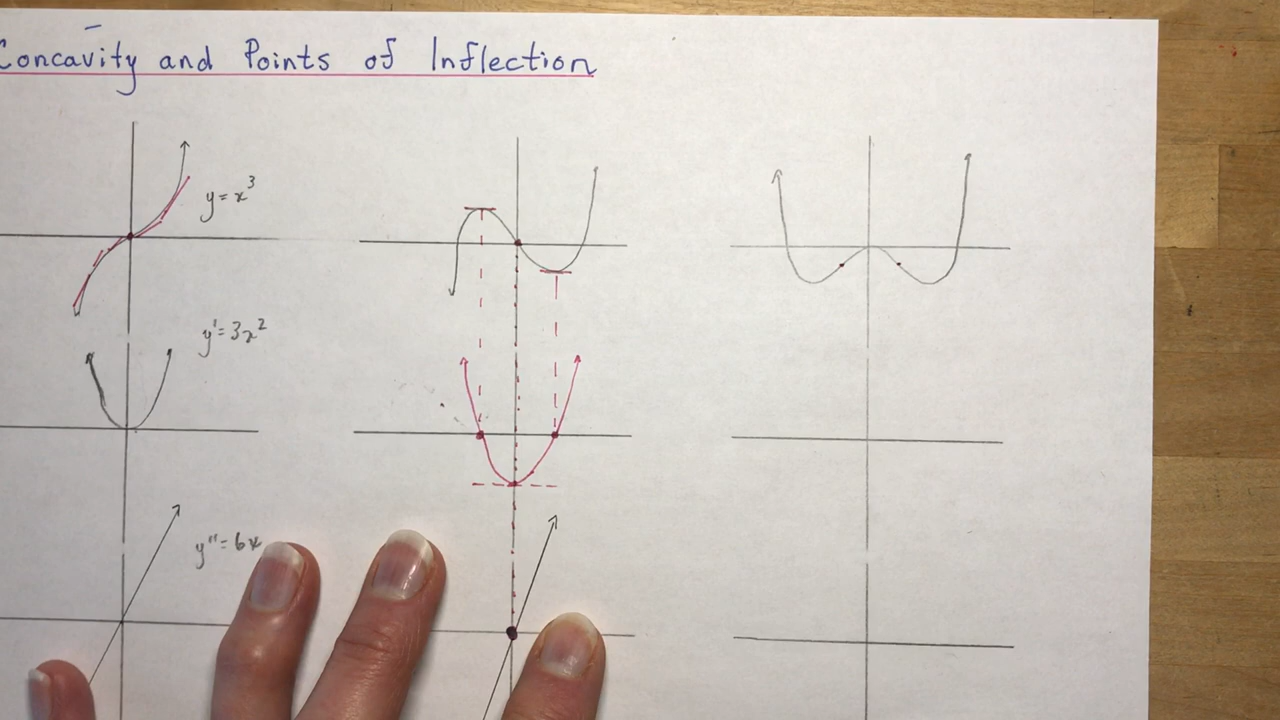 Concavity and Points of Inflection
y = x³
y' = 3x²
y'' = 6x